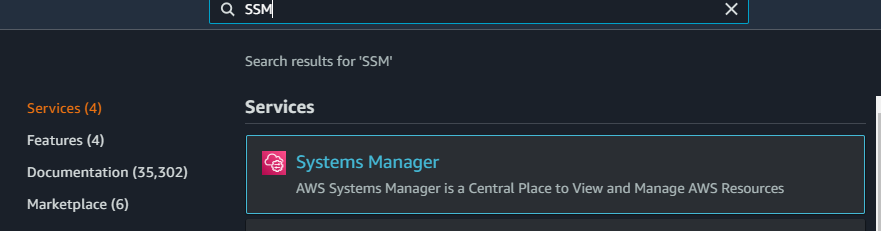 SSM
Search results for 'SSM'
Services (4)
Services
Features (4)
Systems Manager
Documentation (35,302)
AWS Systems Manager is a Central Place to View and Manage AWS Resources
Marketplace (6)